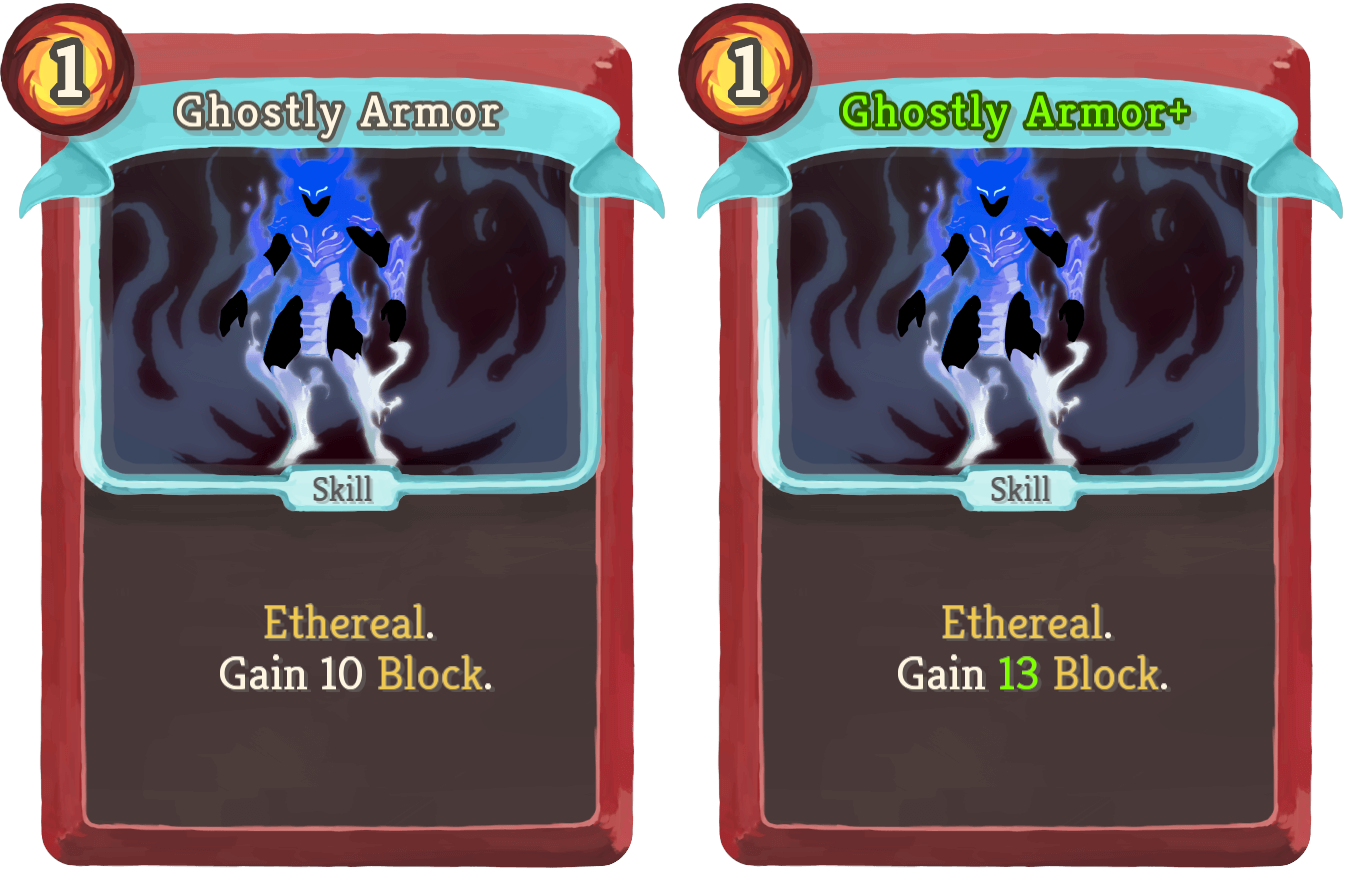 1
Ghostly Armor
Skill
Ethereal.
Gain 10 Block.
1
Ghostly Armor+
Skill
Ethereal.
Gain 13 Block.